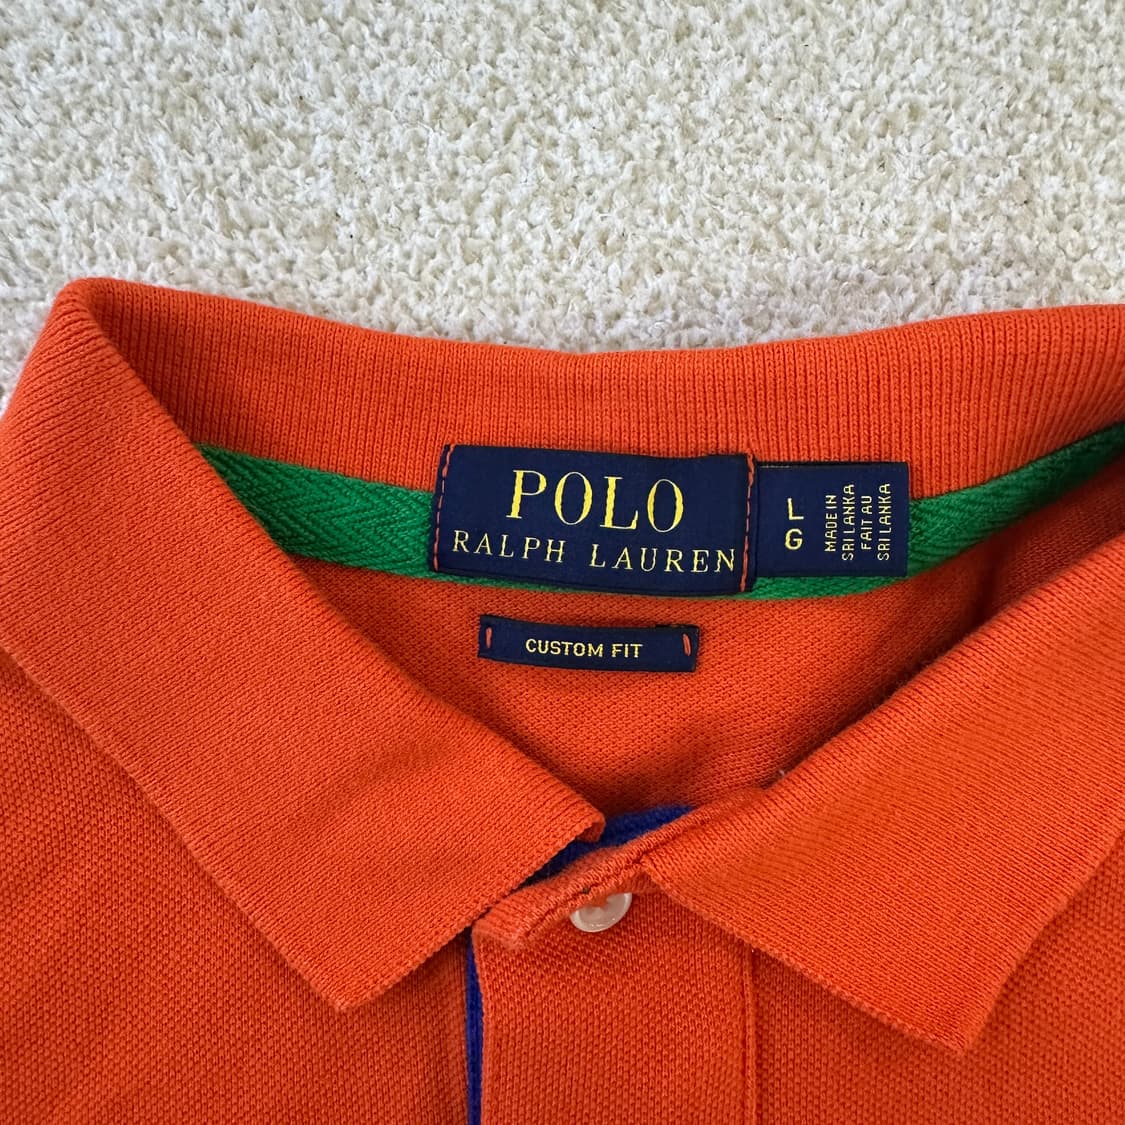 POLO
RALPH LAUREN
L
G
MADE IN
SRI LANKA
FAIT AU
SRI LANKA
CUSTOM FIT